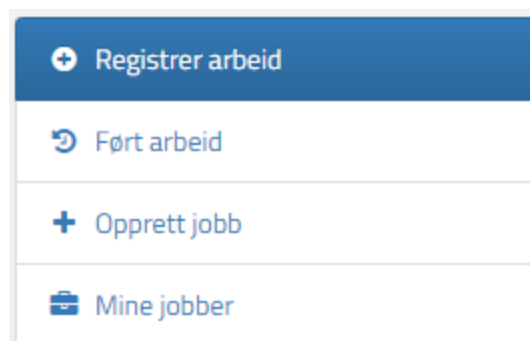 Registrer arbeid
Ført arbeid
Opprett jobb
Mine jobber